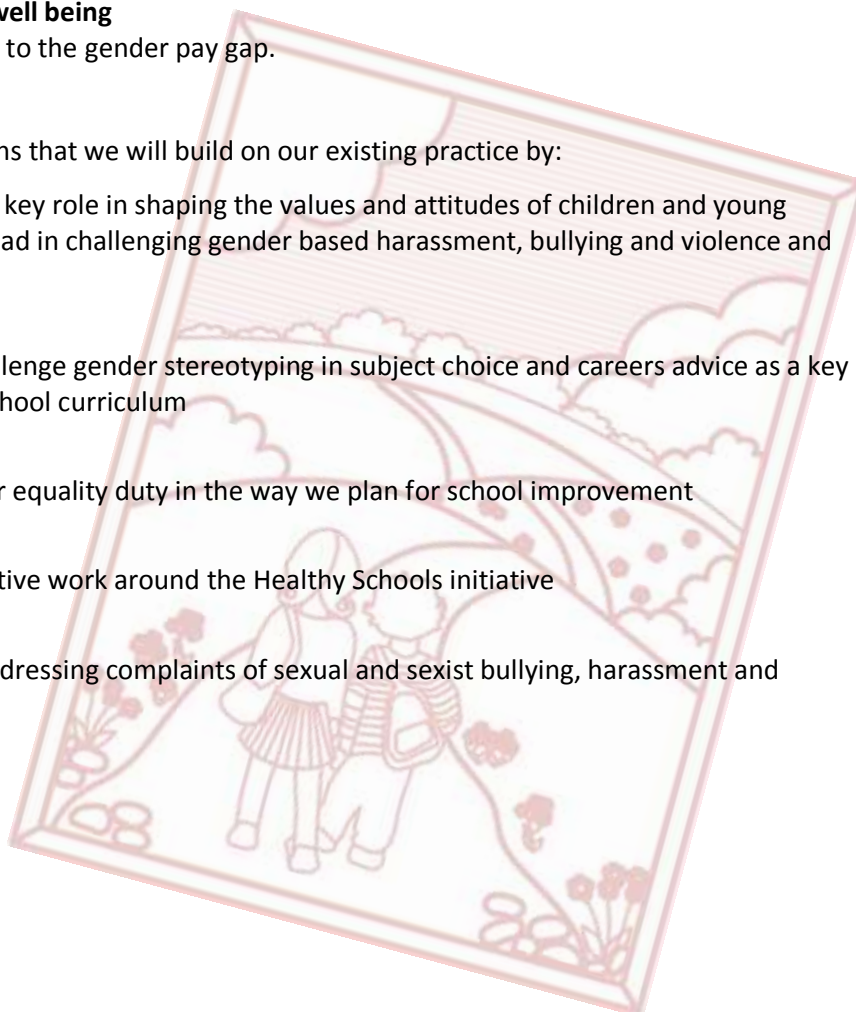 well being
to the gender pay gap.
ns that we will build on our existing practice by:
key role in shaping the values and attitudes of children and young
ad in challenging gender based harassment, bullying and violence and
lenge gender stereotyping in subject choice and careers advice as a key
hool curriculum
r equality duty in the way we plan for school improvement
tive work around the Healthy Schools initiative
dressing complaints of sexual and sexist bullying, harassment and